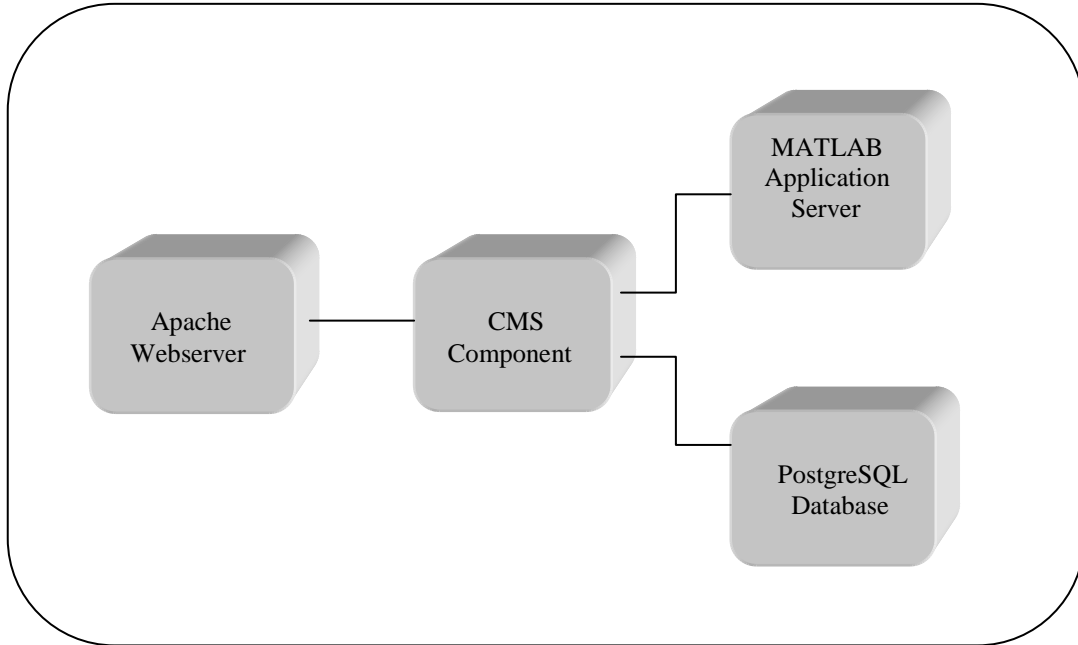 Apache
Webserver
CMS
Component
MATLAB
Application
Server
PostgreSQL
Database